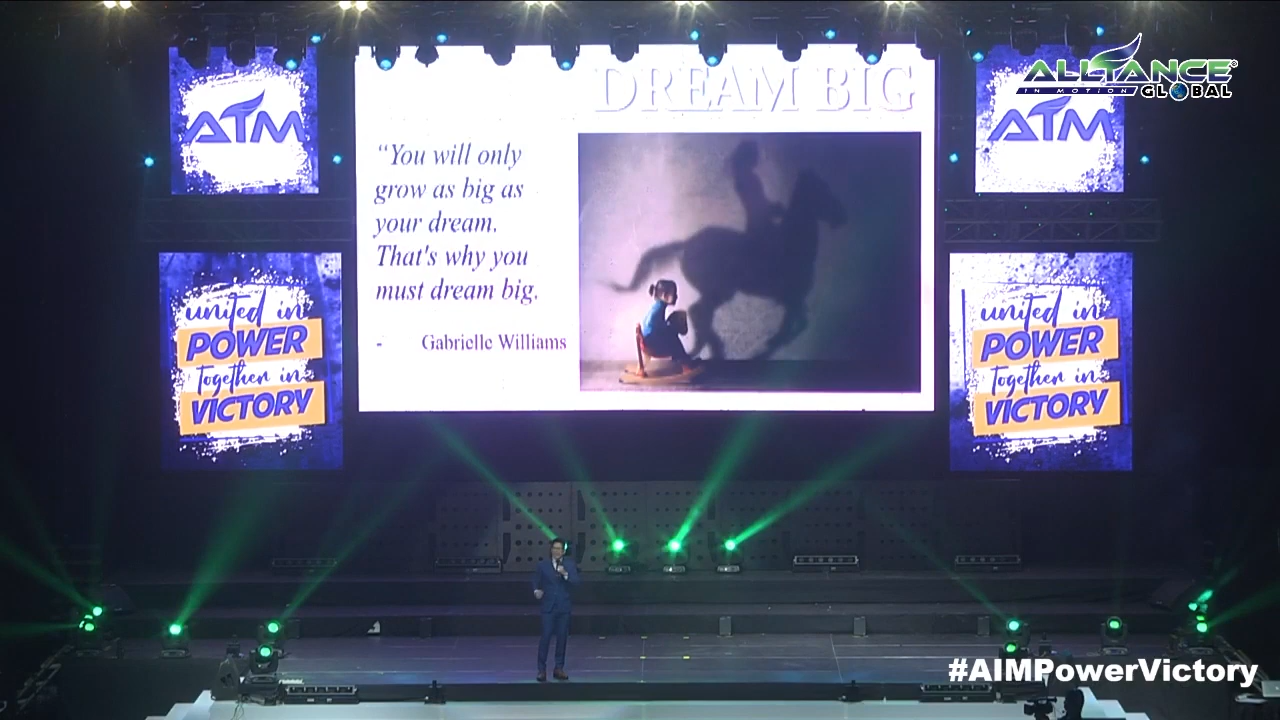 ALLIANCE®
IN MOTION GLOBAL
AIM
AIM
DREAM BIG
“You will only
grow as big as
your dream.
That's why you
must dream big.
- Gabrielle Williams
united in
POWER
together in
VICTORY
united in
POWER
together in
VICTORY
#AIMPowerVictory